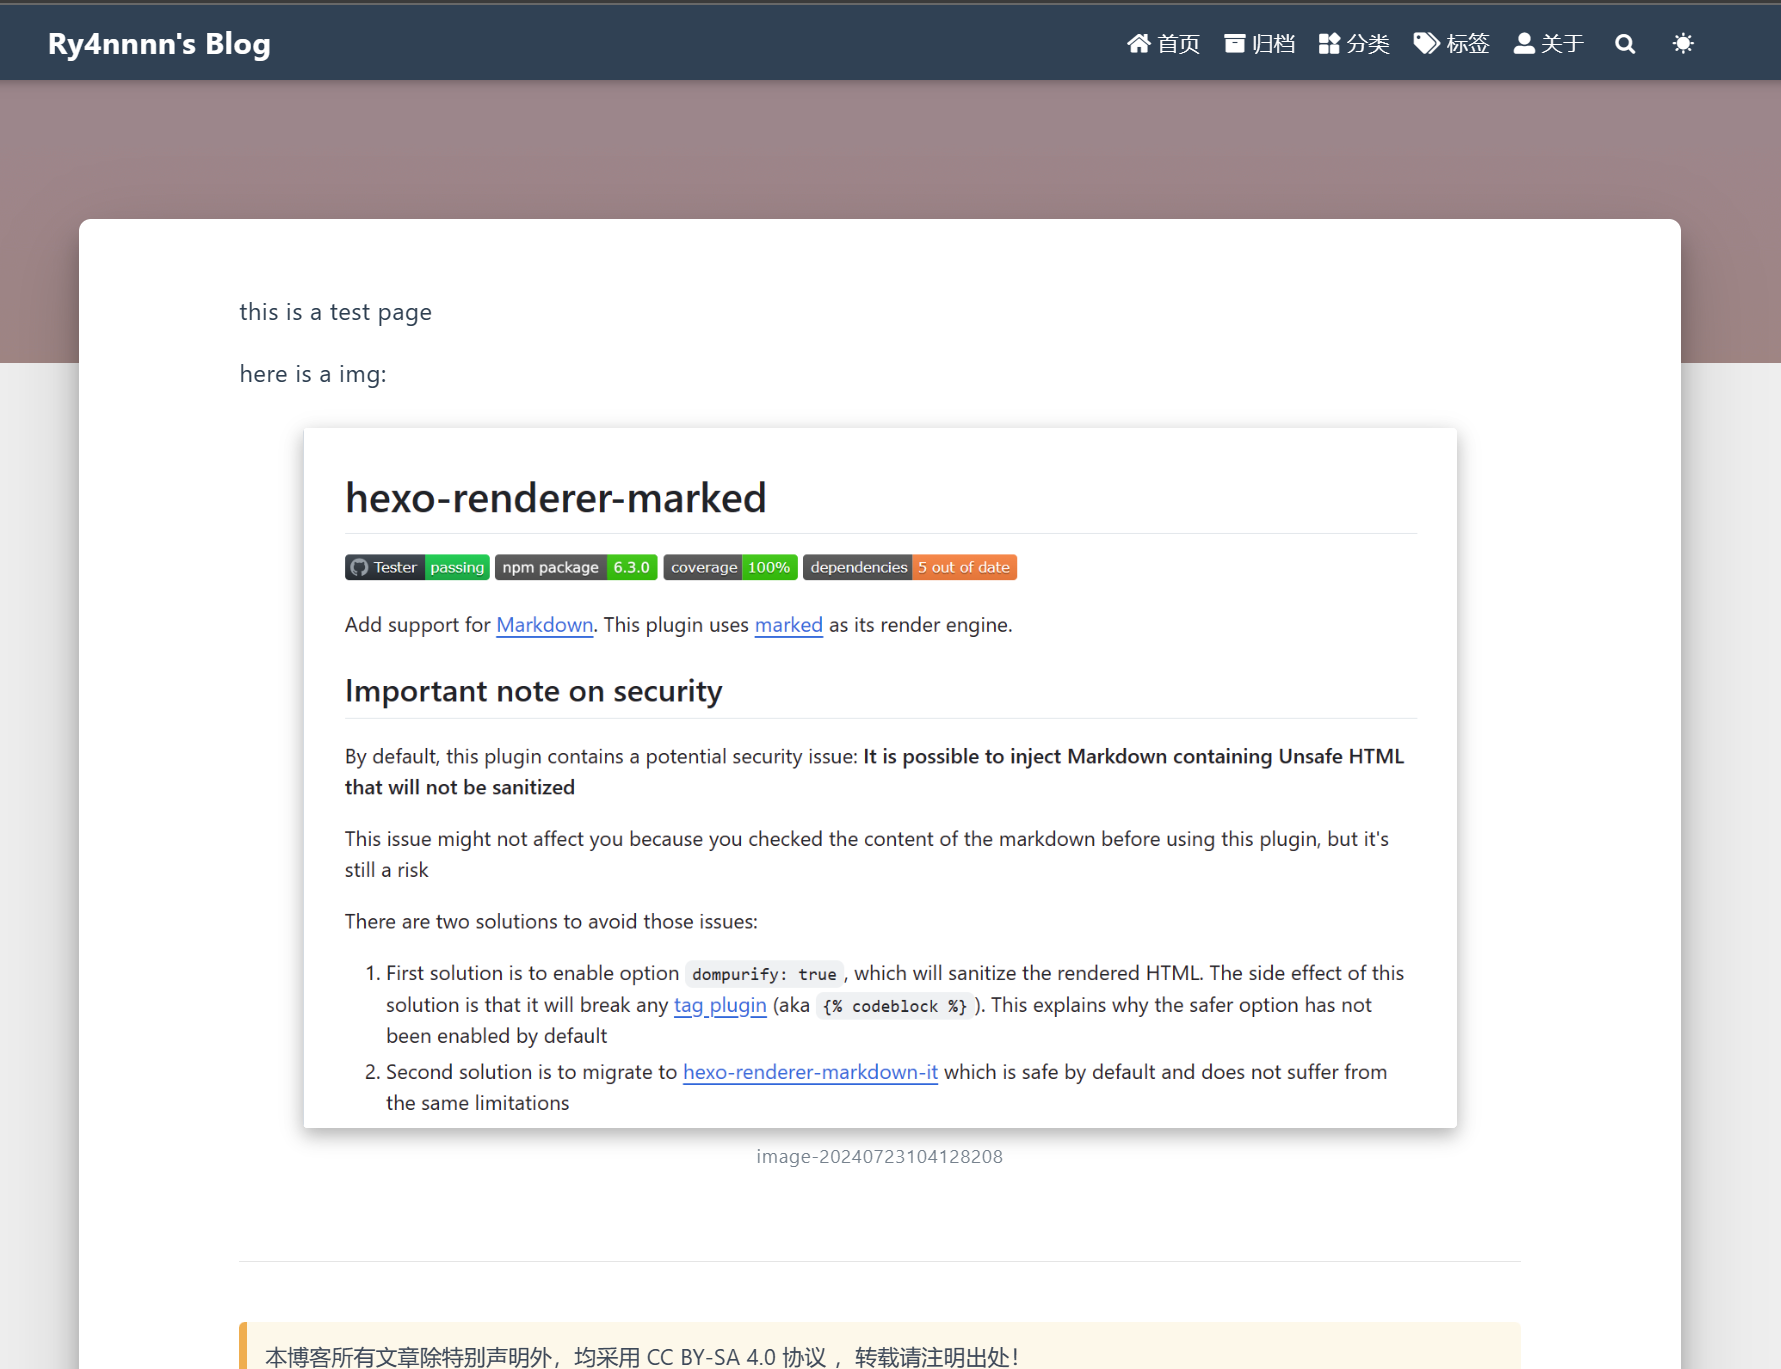 Ry4nnnn's Blog
首页 归档 分类 标签 关于
this is a test page
here is a img:
hexo-renderer-marked
Tester passing npm package 6.3.0 coverage 100% dependencies 5 out of date
Add support for Markdown. This plugin uses marked as its render engine.
Important note on security
By default, this plugin contains a potential security issue: It is possible to inject Markdown containing Unsafe HTML
that will not be sanitized
This issue might not affect you because you checked the content of the markdown before using this plugin, but it's
still a risk
There are two solutions to avoid those issues:
1. First solution is to enable option dompurify: true, which will sanitize the rendered HTML. The side effect of this
solution is that it will break any tag plugin (aka {% codeblock %}). This explains why the safer option has not
been enabled by default
2. Second solution is to migrate to hexo-renderer-markdown-it which is safe by default and does not suffer from
the same limitations
image-20240723104128208
本博客所有文章除特别声明外，均采用 CC BY-SA 4.0 协议 ，转载请注明出处！